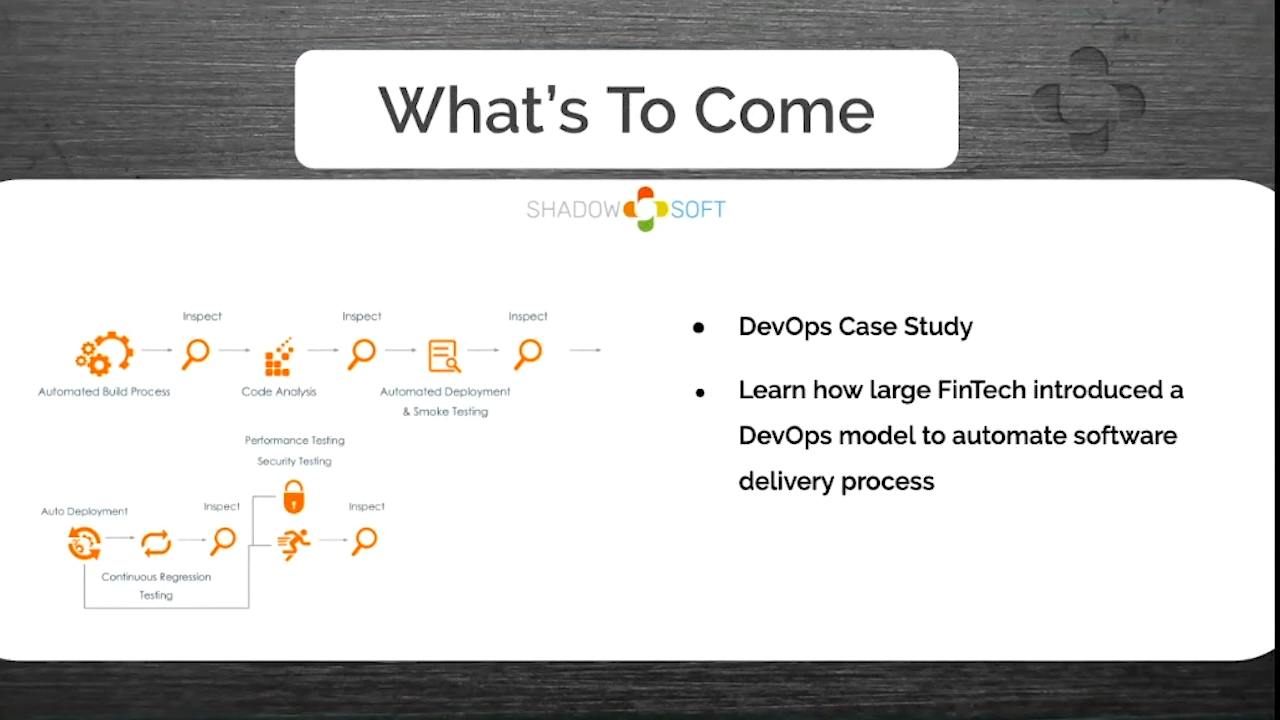 What's To Come
SHADOW SOFT
Inspect
Inspect
Inspect
Automated Build Process
Code Analysis
Automated Deployment
& Smoke Testing
Performance Testing
Security Testing
Auto Deployment
Inspect
Inspect
Continuous Regression
Testing
• DevOps Case Study
• Learn how large FinTech introduced a
DevOps model to automate software
delivery process